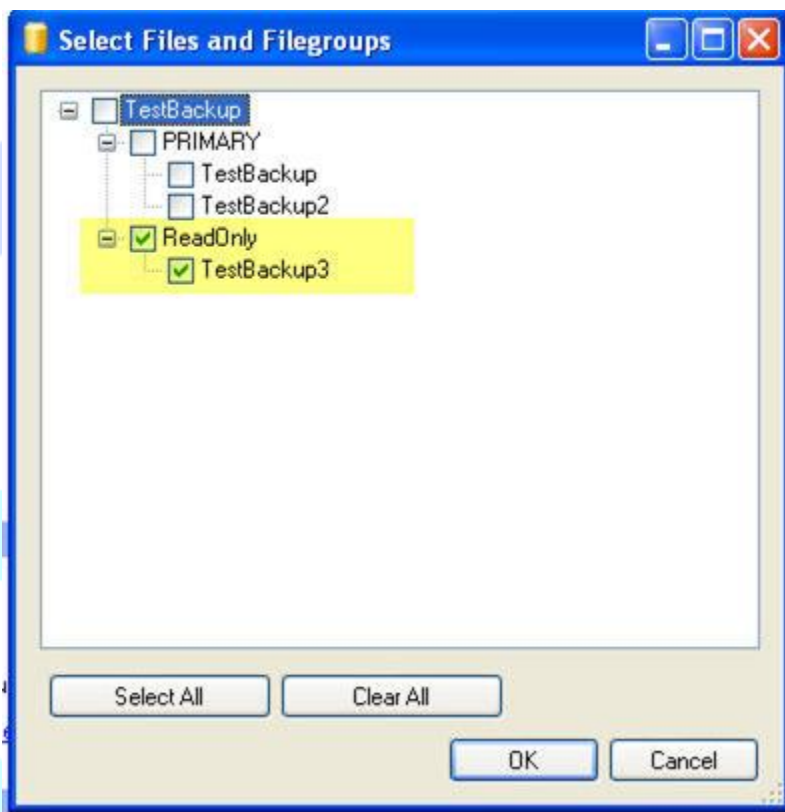 Select Files and Filegroups
TestBackup
PRIMARY
TestBackup
TestBackup2
ReadOnly
TestBackup3
Select All
Clear All
OK
Cancel